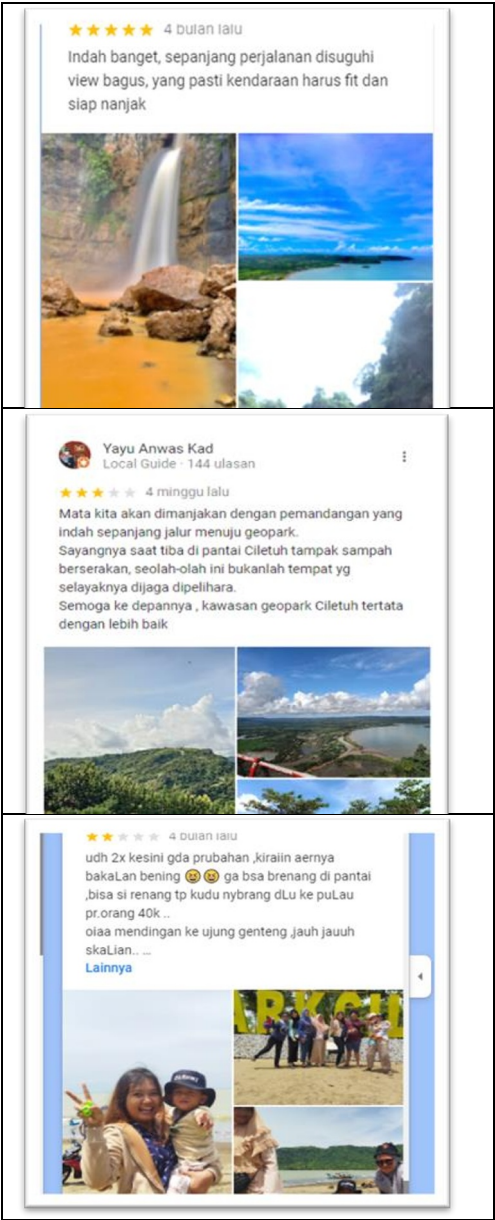 4 bulan lalu
Indah banget, sepanjang perjalanan disuguhi
view bagus, yang pasti kendaraan harus fit dan
siap nanjak
Yayu Anwas Kad
Local Guide · 144 ulasan
4 minggu lalu
Mata kita akan dimanjakan dengan pemandangan yang
indah sepanjang jalur menuju geopark.
Sayangnya saat tiba di pantai Ciletuh tampak sampah
berserakan, seolah-olah ini bukanlah tempat yg
selayaknya dijaga dipelihara.
Semoga ke depannya , kawasan geopark Ciletuh tertata
dengan lebih baik
4 bulan lalu
udh 2x kesini gda prubahan ,kiraiin aernya
bakaLan bening 😆😆 ga bsa brenang di pantai
,bisa si renang tp kudu nybrang dLu ke puLau
pr.orang 40k ..
oiaa mendingan ke ujung genteng ,jauh jauuh
skaLian.. ...
Lainnya
ARKCIL